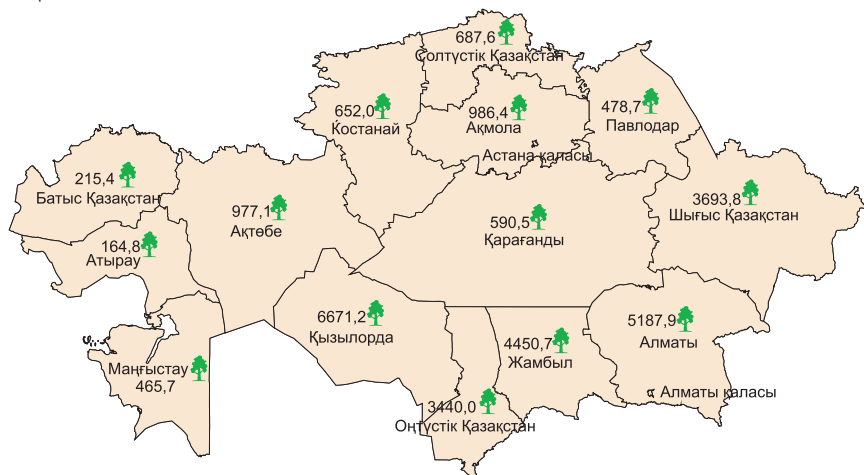 687,6
Солтүстік Қазақстан
652,0
Қостанай
986,4
Ақмола
Астана қаласы
478,7
Павлодар
215,4
Батыс Қазақстан
977,1
Ақтөбе
590,5
Қарағанды
3693,8
Шығыс Қазақстан
164,8
Атырау
6671,2
Қызылорда
4450,7
Жамбыл
5187,9
Алматы
Маңғыстау
465,7
Алматы қаласы
3440,0
Оңтүстік Қазақстан